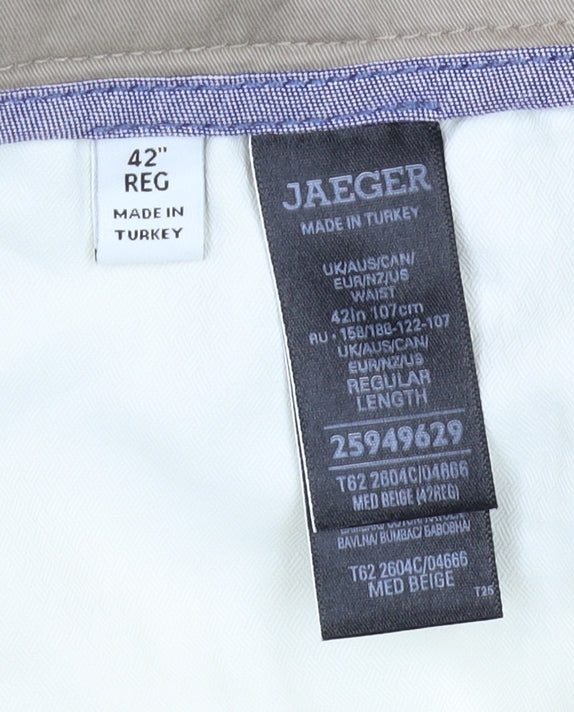 42"
REG
MADE IN
TURKEY
JAEGER
MADE IN TURKEY
UK/AUS/CAN/
EUR/NZ/US
WAIST
42in 107cm
RU • 158/188-122-107
UK/AUS/CAN/
EUR/NZ/US
REGULAR
LENGTH
25949629
T62 2604C/04666
MED BEIGE (42REG)
BAVLNA/ BUMBAC/ БАВОВНА/
T62 2604C/04666
MED BEIGE